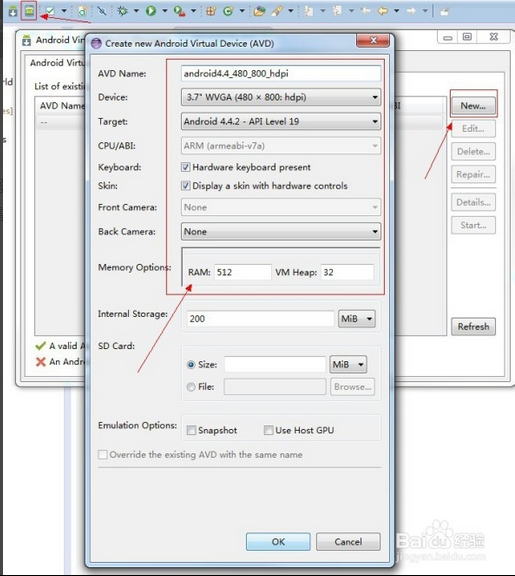 Android
Create new Android Virtual Device (AVD)
Android Virtu
List of existi
AVD Name
--
AVD Name: android4.4_480_800_hdpi
Device: 3.7" WVGA (480 × 800: hdpi)
Target: Android 4.4.2 - API Level 19
CPU/ABI: ARM (armeabi-v7a)
Keyboard: Hardware keyboard present
Skin: Display a skin with hardware controls
Front Camera: None
Back Camera: None
Memory Options: RAM: 512 VM Heap: 32
Internal Storage: 200 MiB
SD Card:
Size: MiB
File: Browse...
Emulation Options: Snapshot Use Host GPU
Override the existing AVD with the same name
OK Cancel
BI
New...
Edit...
Delete...
Repair...
Details...
Start...
Refresh
A valid A
An Andro
Baidu 经验
jingyan.baidu.com